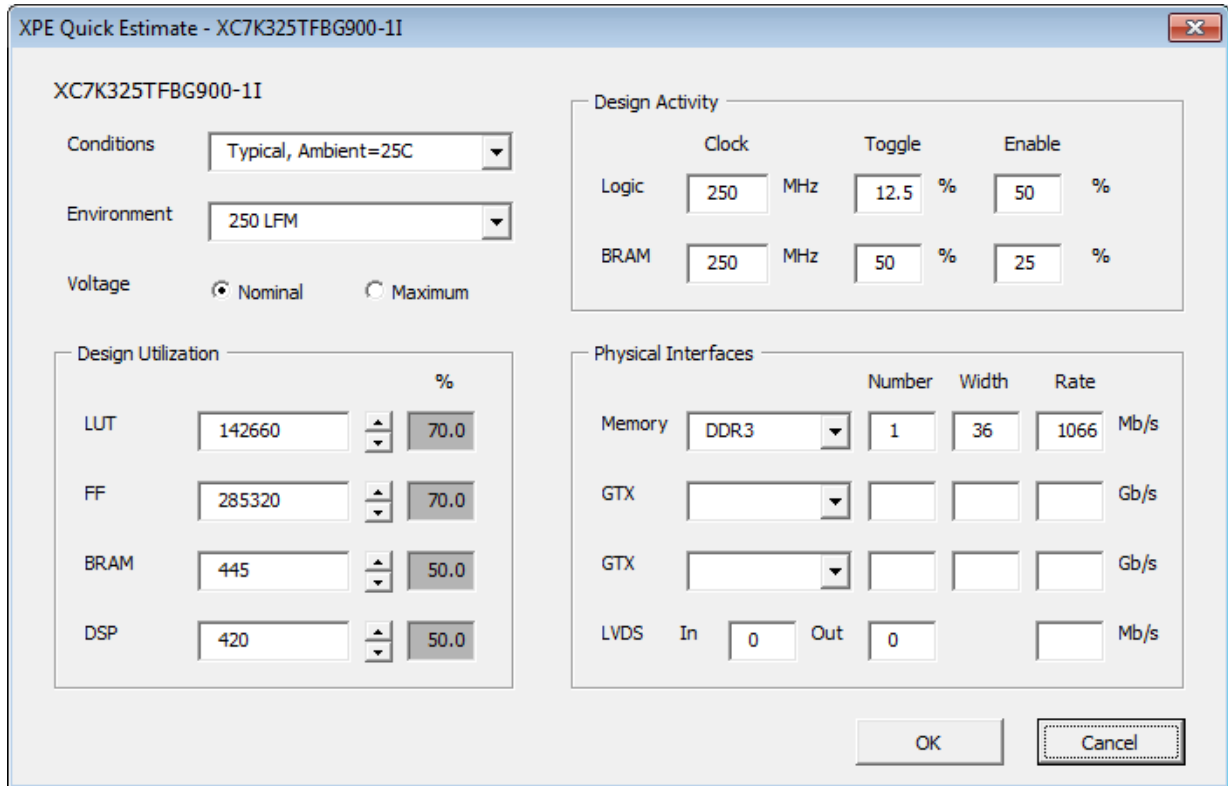 XPE Quick Estimate - XC7K325TFBG900-1I
XC7K325TFBG900-1I
Conditions Typical, Ambient=25C
Environment 250 LFM
Voltage Nominal Maximum
Design Utilization
%
LUT 142660 70.0
FF 285320 70.0
BRAM 445 50.0
DSP 420 50.0
Design Activity
Clock Toggle Enable
Logic 250 MHz 12.5 % 50 %
BRAM 250 MHz 50 % 25 %
Physical Interfaces
Number Width Rate
Memory DDR3 1 36 1066 Mb/s
GTX Gb/s
GTX Gb/s
LVDS In 0 Out 0 Mb/s
OK Cancel